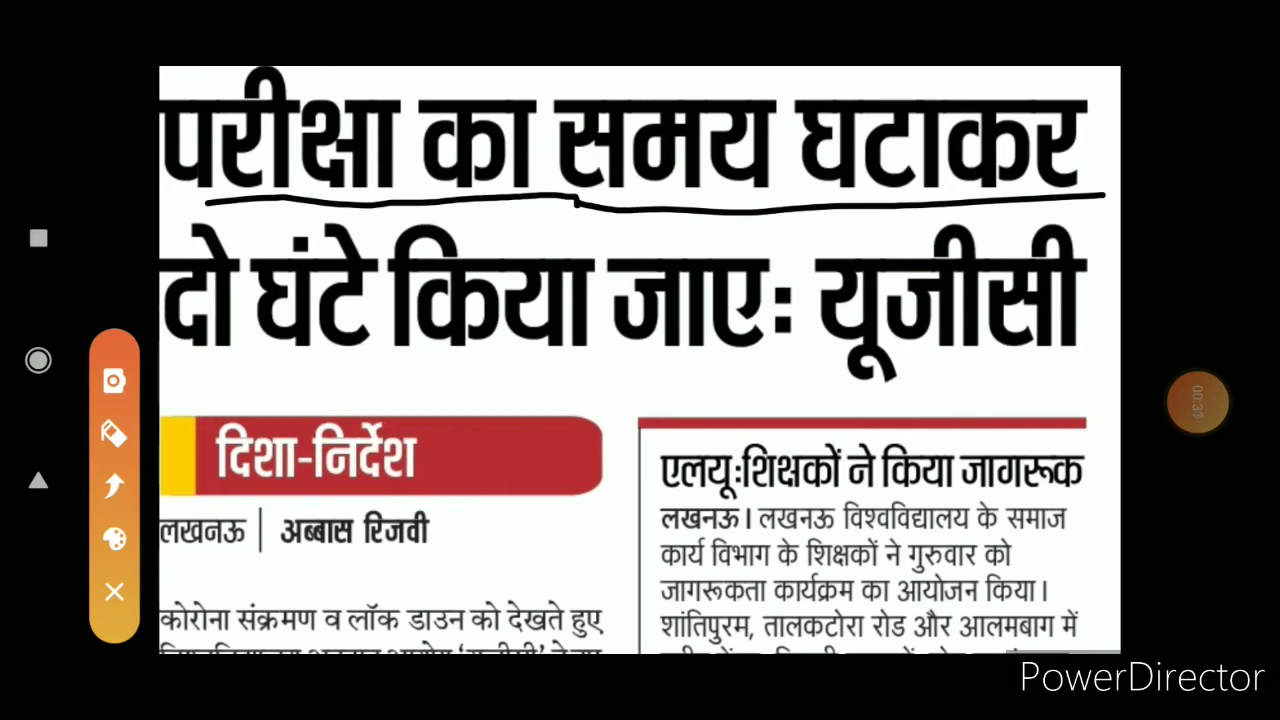 परीक्षा का समय घटाकर
दो घंटे किया जाए: यूजीसी
दिशा-निर्देश
लखनऊ | अब्बास रिजवी
कोरोना संक्रमण व लॉक डाउन को देखते हुए
एलयू:शिक्षकों ने किया जागरूक
लखनऊ। लखनऊ विश्वविद्यालय के समाज
कार्य विभाग के शिक्षकों ने गुरुवार को
जागरूकता कार्यक्रम का आयोजन किया।
शांतिपुरम, तालकटोरा रोड और आलमबाग में
PowerDirector